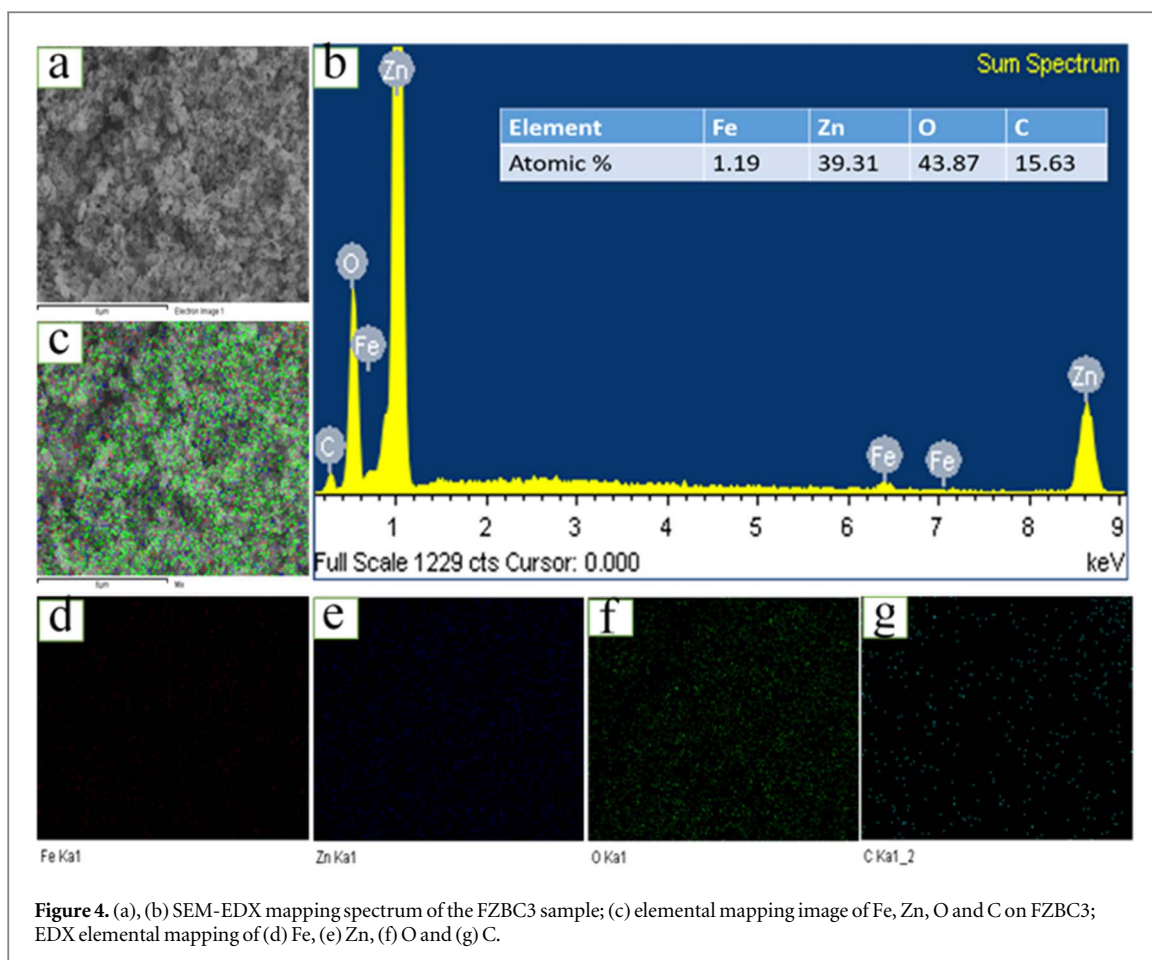 a
b
Zn
Sum Spectrum
Element Fe Zn O C
Atomic % 1.19 39.31 43.87 15.63
O
Fe
C
Fe
Fe
Zn
1 2 3 4 5 6 7 8 9
Full Scale 1229 cts Cursor: 0.000 keV
Electron Image 1
c
d
e
f
g
Fe Ka1
Zn Ka1
O Ka1
C Ka1_2
Figure 4. (a), (b) SEM-EDX mapping spectrum of the FZBC3 sample; (c) elemental mapping image of Fe, Zn, O and C on FZBC3;
EDX elemental mapping of (d) Fe, (e) Zn, (f) O and (g) C.